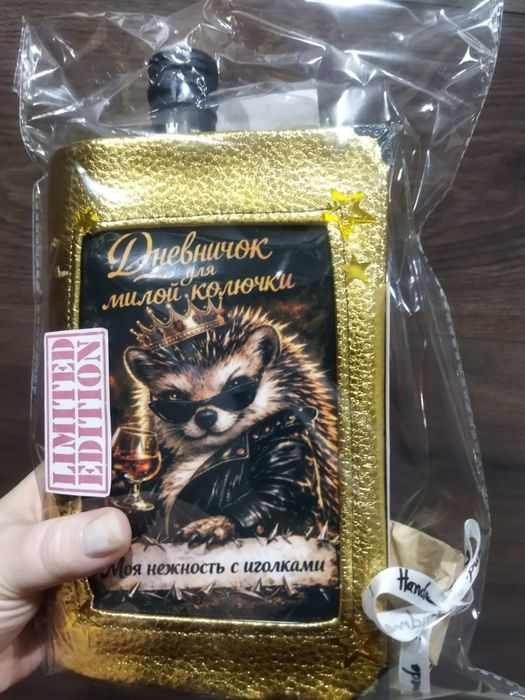 Дневничок
для
милой колючки
LIMITED
EDITION
Моя нежность с иголками